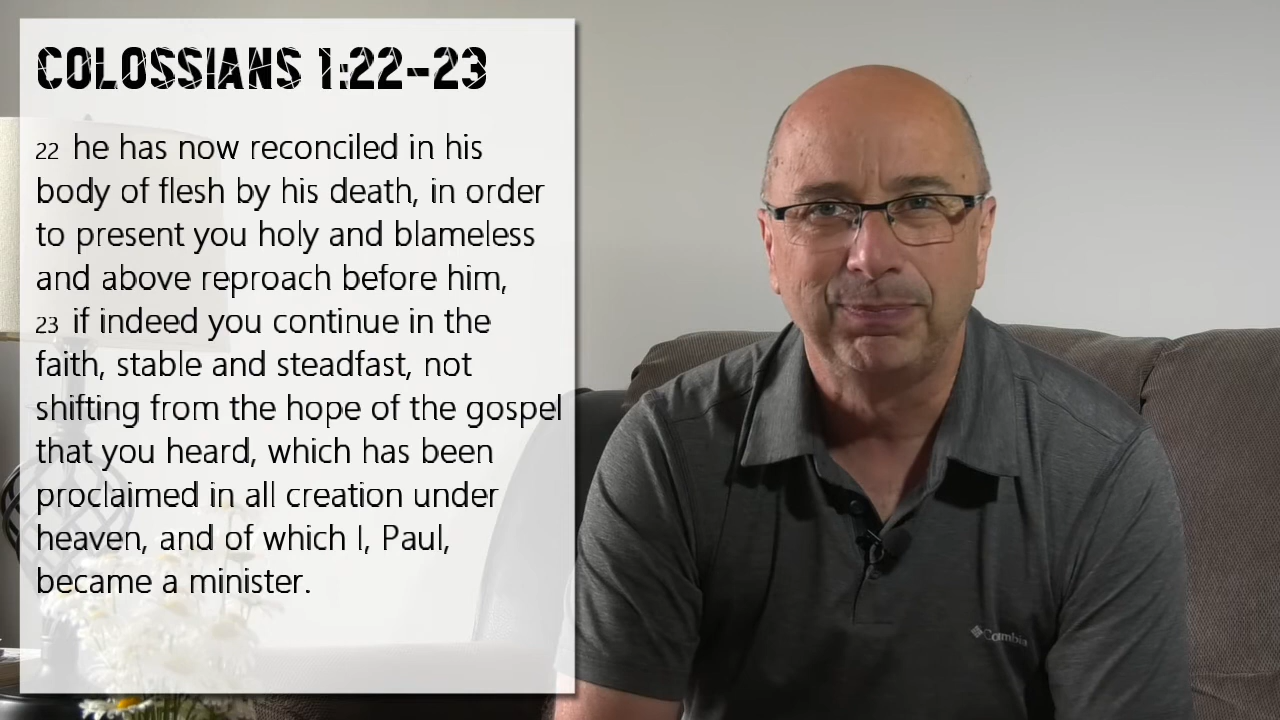 COLOSSIANS 1:22-23
22 he has now reconciled in his
body of flesh by his death, in order
to present you holy and blameless
and above reproach before him,
23 if indeed you continue in the
faith, stable and steadfast, not
shifting from the hope of the gospel
that you heard, which has been
proclaimed in all creation under
heaven, and of which I, Paul,
became a minister.
Columbia